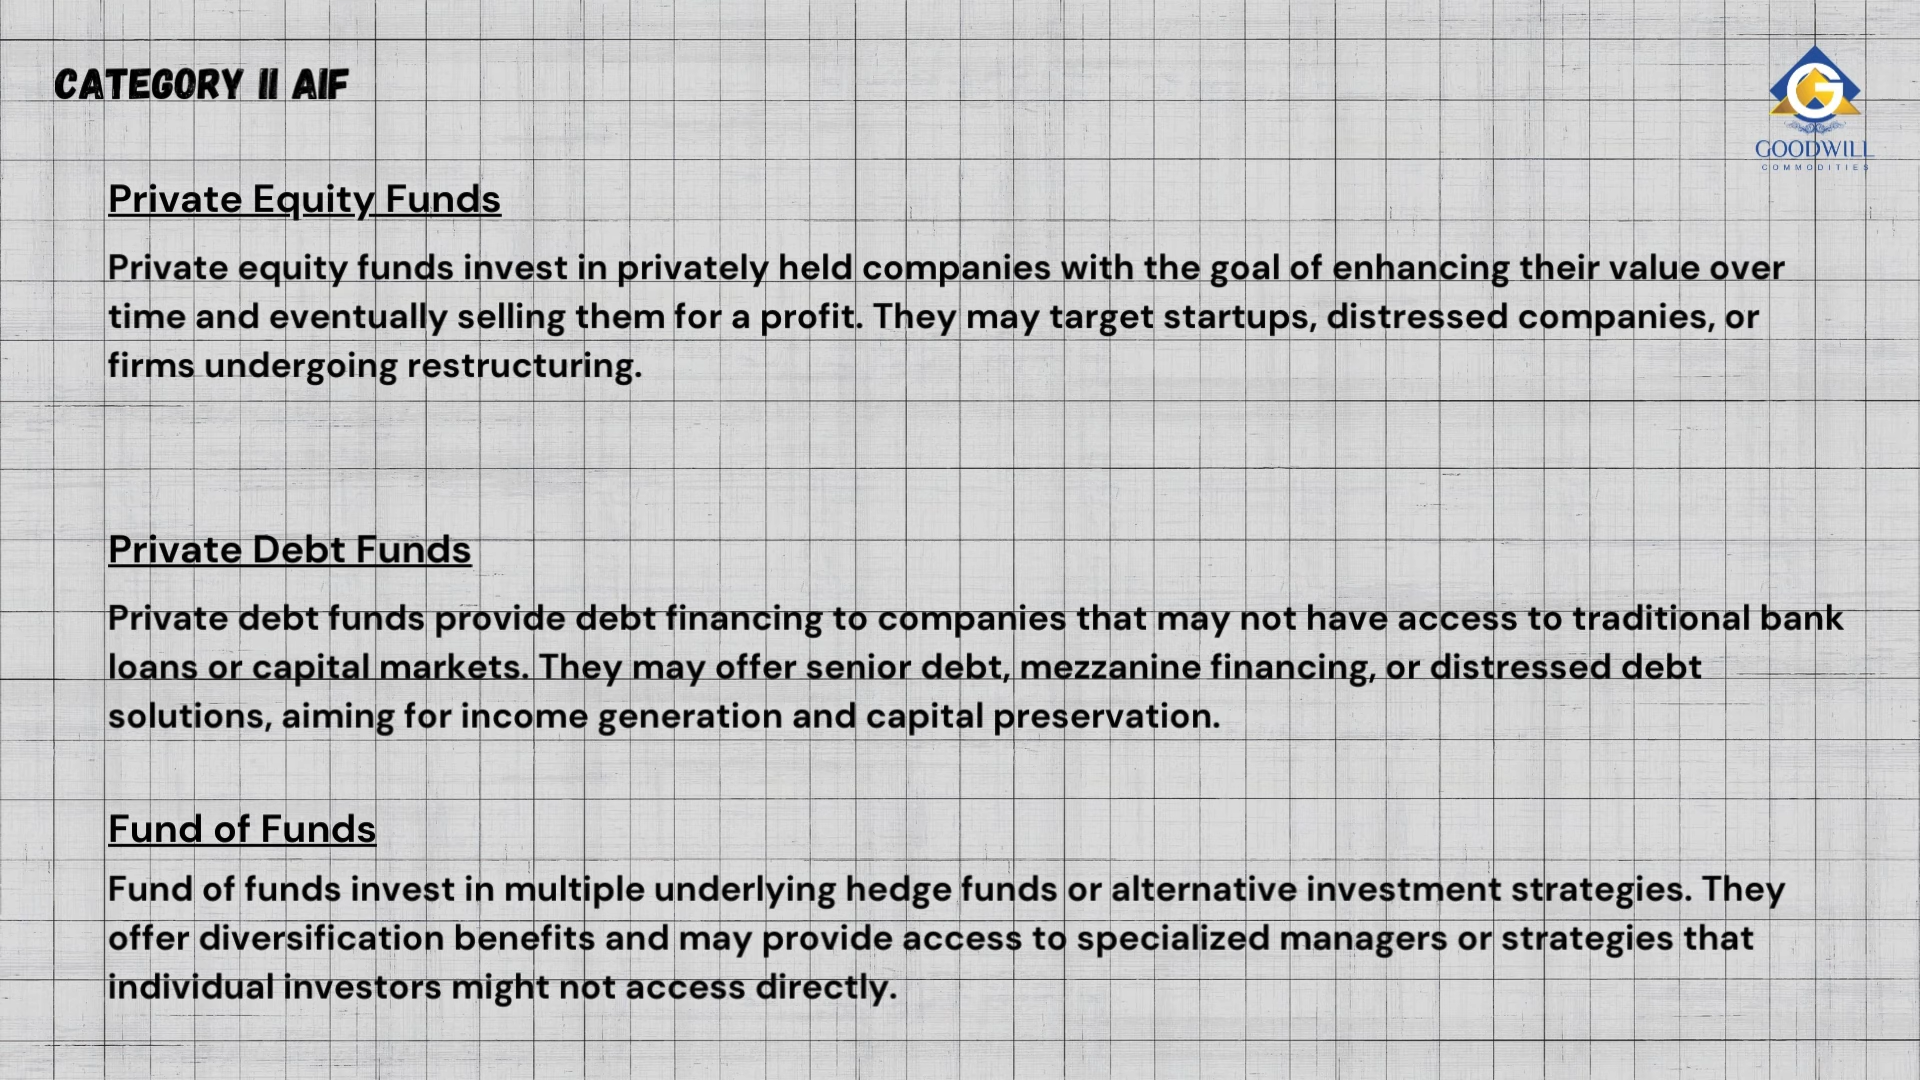 CATEGORY II AIF
GOODWILL
COMMODITIES
Private Equity Funds
Private equity funds invest in privately held companies with the goal of enhancing their value over
time and eventually selling them for a profit. They may target startups, distressed companies, or
firms undergoing restructuring.
Private Debt Funds
Private debt funds provide debt financing to companies that may not have access to traditional bank
loans or capital markets. They may offer senior debt, mezzanine financing, or distressed debt
solutions, aiming for income generation and capital preservation.
Fund of Funds
Fund of funds invest in multiple underlying hedge funds or alternative investment strategies. They
offer diversification benefits and may provide access to specialized managers or strategies that
individual investors might not access directly.